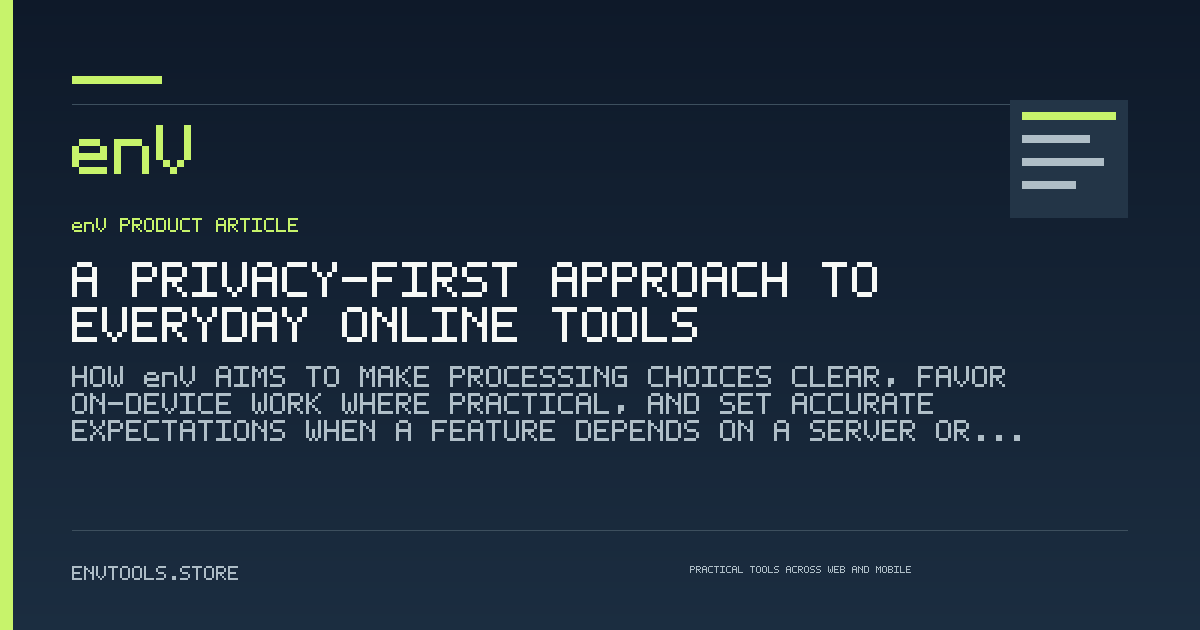 enV
enV PRODUCT ARTICLE
A PRIVACY-FIRST APPROACH TO
EVERYDAY ONLINE TOOLS
HOW enV AIMS TO MAKE PROCESSING CHOICES CLEAR, FAVOR
ON-DEVICE WORK WHERE PRACTICAL, AND SET ACCURATE
EXPECTATIONS WHEN A FEATURE DEPENDS ON A SERVER OR...
ENVTOOLS.STORE
PRACTICAL TOOLS ACROSS WEB AND MOBILE